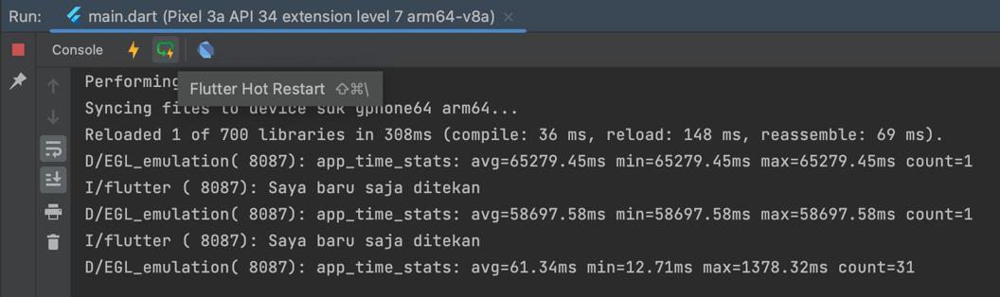 Run: main.dart (Pixel 3a API 34 extension level 7 arm64-v8a)
Console
Performing
Flutter Hot Restart ⇧⌘\
Syncing files to device sdk gphone64 arm64...
Reloaded 1 of 700 libraries in 308ms (compile: 36 ms, reload: 148 ms, reassemble: 69 ms).
D/EGL_emulation( 8087): app_time_stats: avg=65279.45ms min=65279.45ms max=65279.45ms count=1
I/flutter ( 8087): Saya baru saja ditekan
D/EGL_emulation( 8087): app_time_stats: avg=58697.58ms min=58697.58ms max=58697.58ms count=1
I/flutter ( 8087): Saya baru saja ditekan
D/EGL_emulation( 8087): app_time_stats: avg=61.34ms min=12.71ms max=1378.32ms count=31